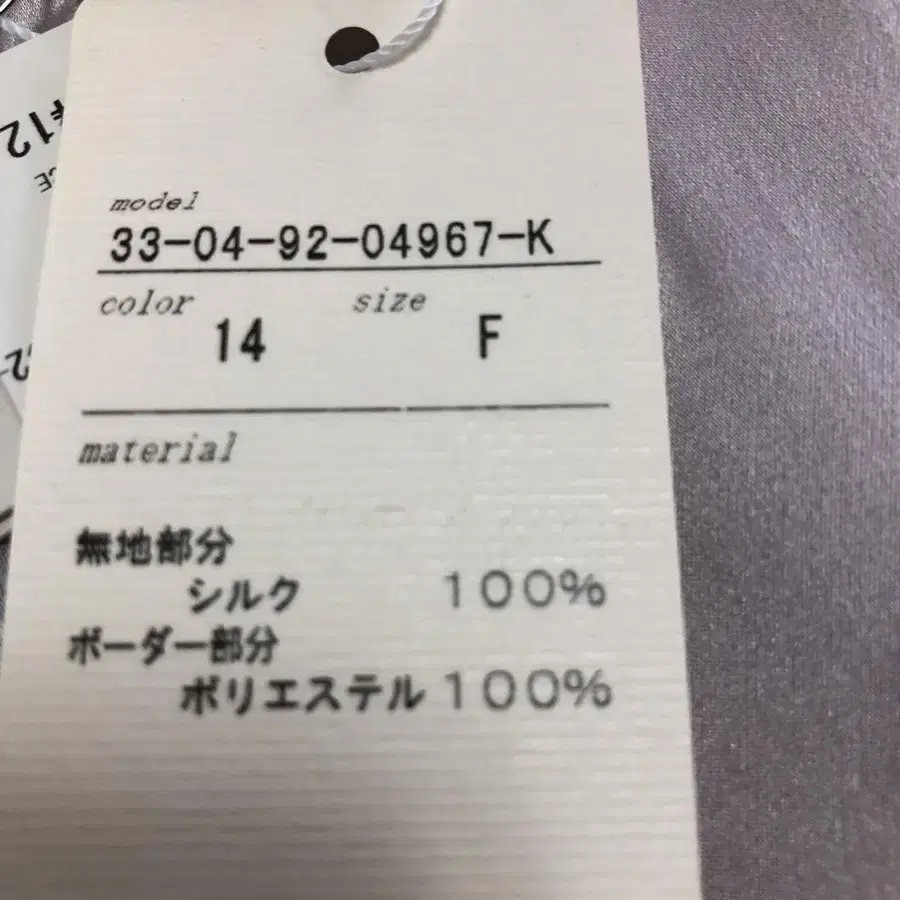 model
33-04-92-04967-K
color size
14 F
material
無地部分
シルク 100%
ボーダー部分
ポリエステル 100%
¥12